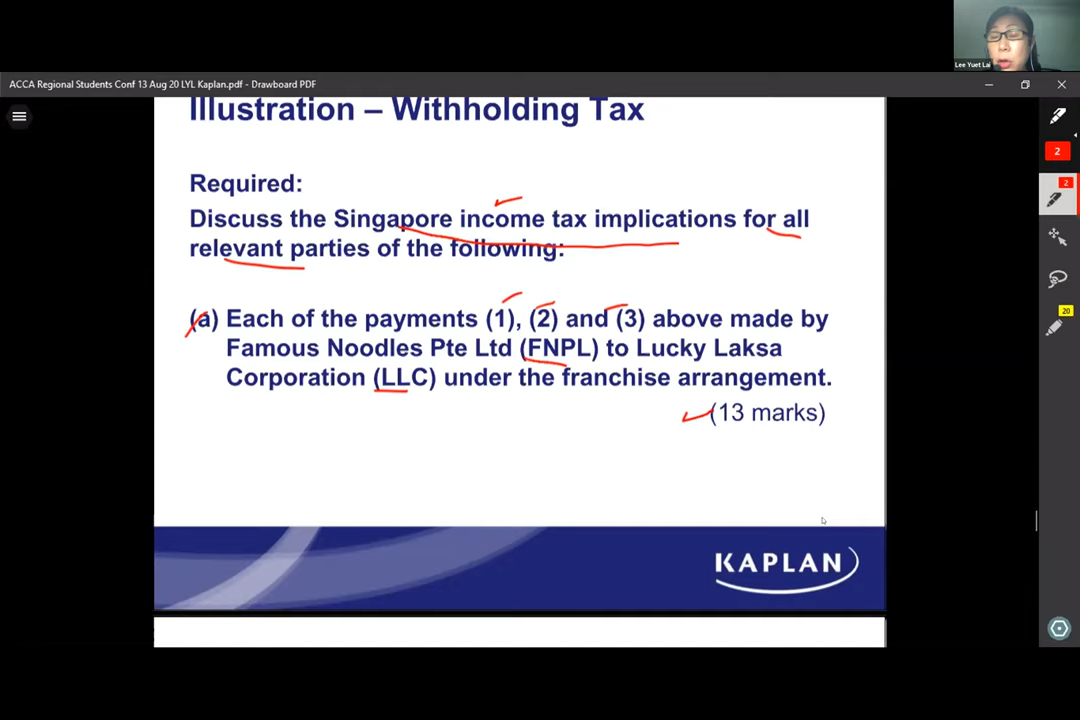 Lee Yuet Lai
ACCA Regional Students Conf 13 Aug 20 LYL Kaplan.pdf - Drawboard PDF
Illustration – Withholding Tax
Required:
Discuss the Singapore income tax implications for all
relevant parties of the following:
(a) Each of the payments (1), (2) and (3) above made by
Famous Noodles Pte Ltd (FNPL) to Lucky Laksa
Corporation (LLC) under the franchise arrangement.
(13 marks)
KAPLAN
2
2
20